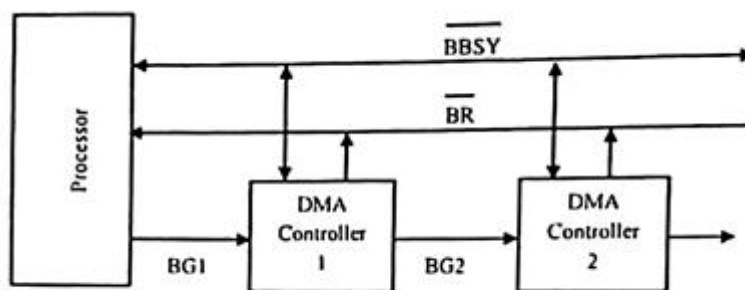 BBSY
BR
Processor
DMA
Controller
1
DMA
Controller
2
BG1
BG2